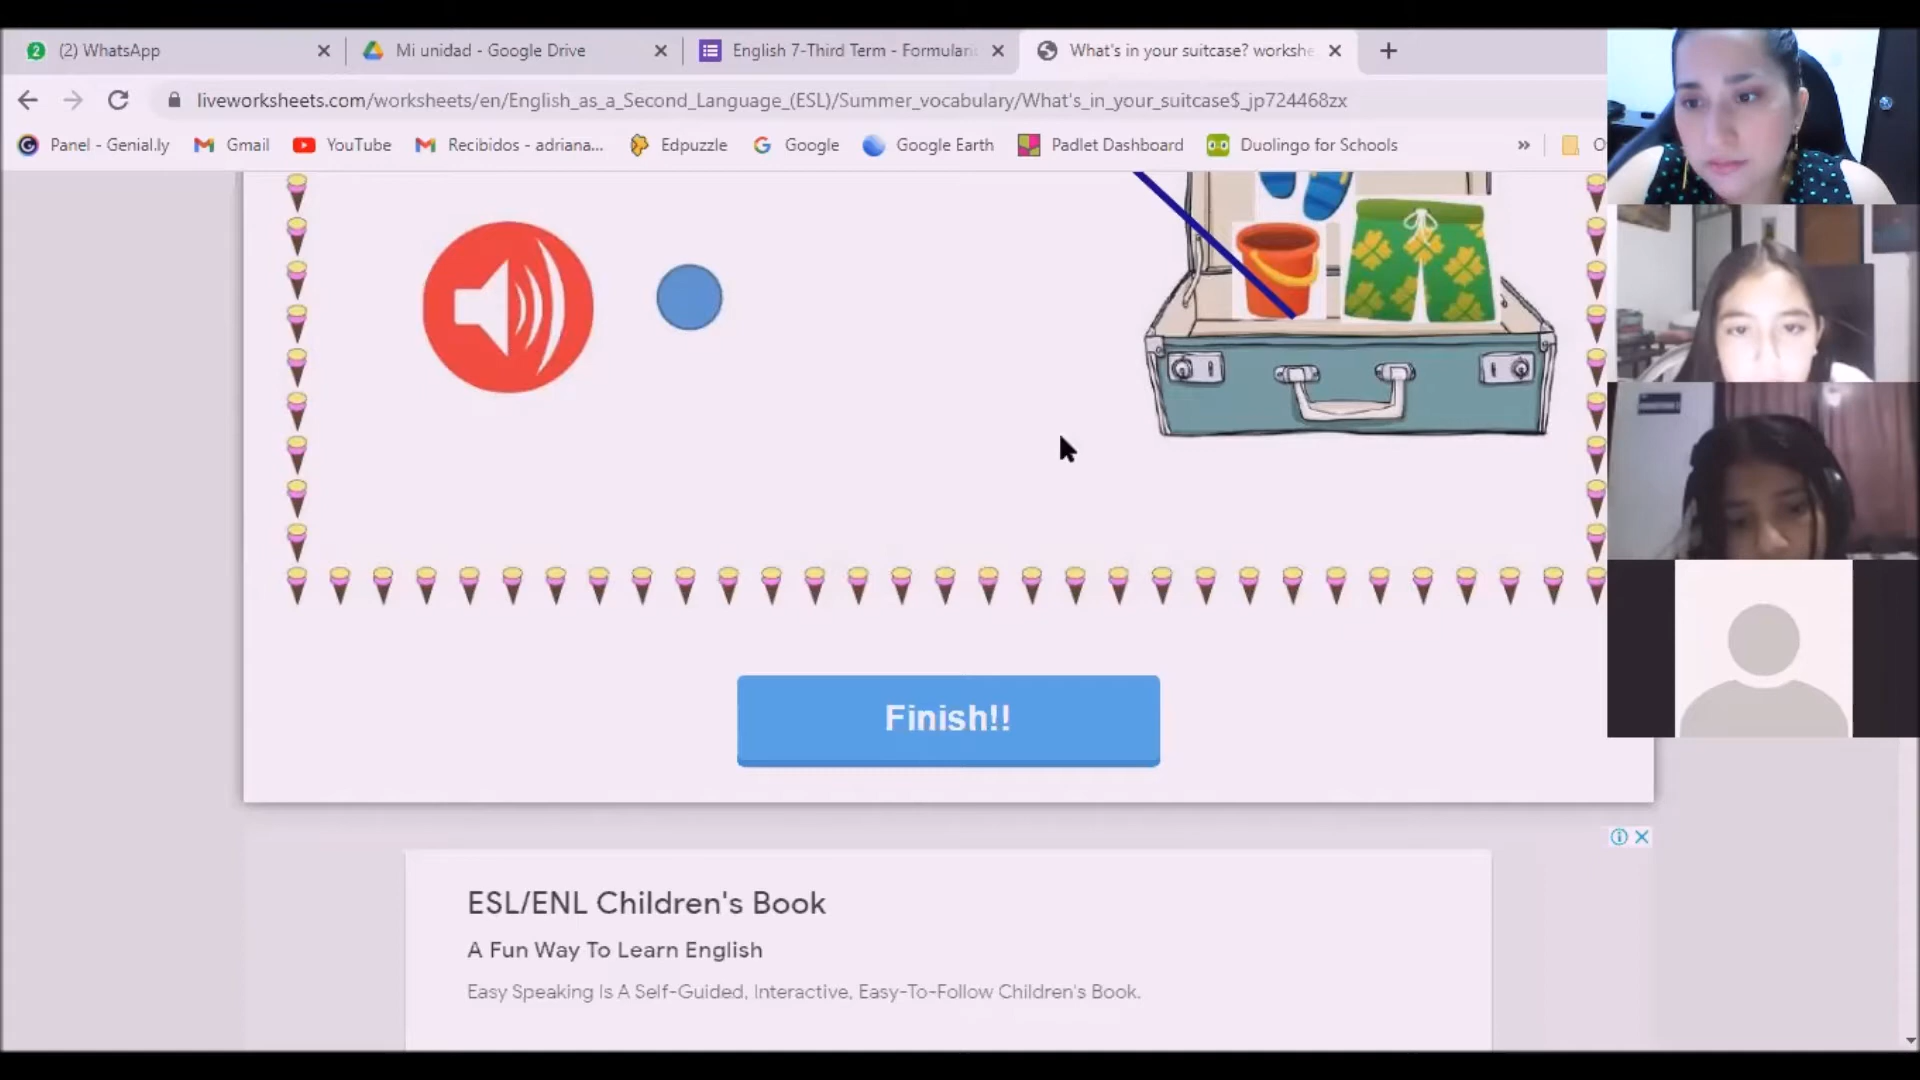 2 (2) WhatsApp
Mi unidad - Google Drive
English 7-Third Term - Formulari
What's in your suitcase? workshe
liveworksheets.com/worksheets/en/English_as_a_Second_Language_(ESL)/Summer_vocabulary/What's_in_your_suitcase$_jp724468zx
Panel - Genial.ly
Gmail
YouTube
Recibidos - adriana...
Edpuzzle
Google
Google Earth
Padlet Dashboard
Duolingo for Schools
»
O
Finish!!
ESL/ENL Children's Book
A Fun Way To Learn English
Easy Speaking Is A Self-Guided, Interactive, Easy-To-Follow Children's Book.